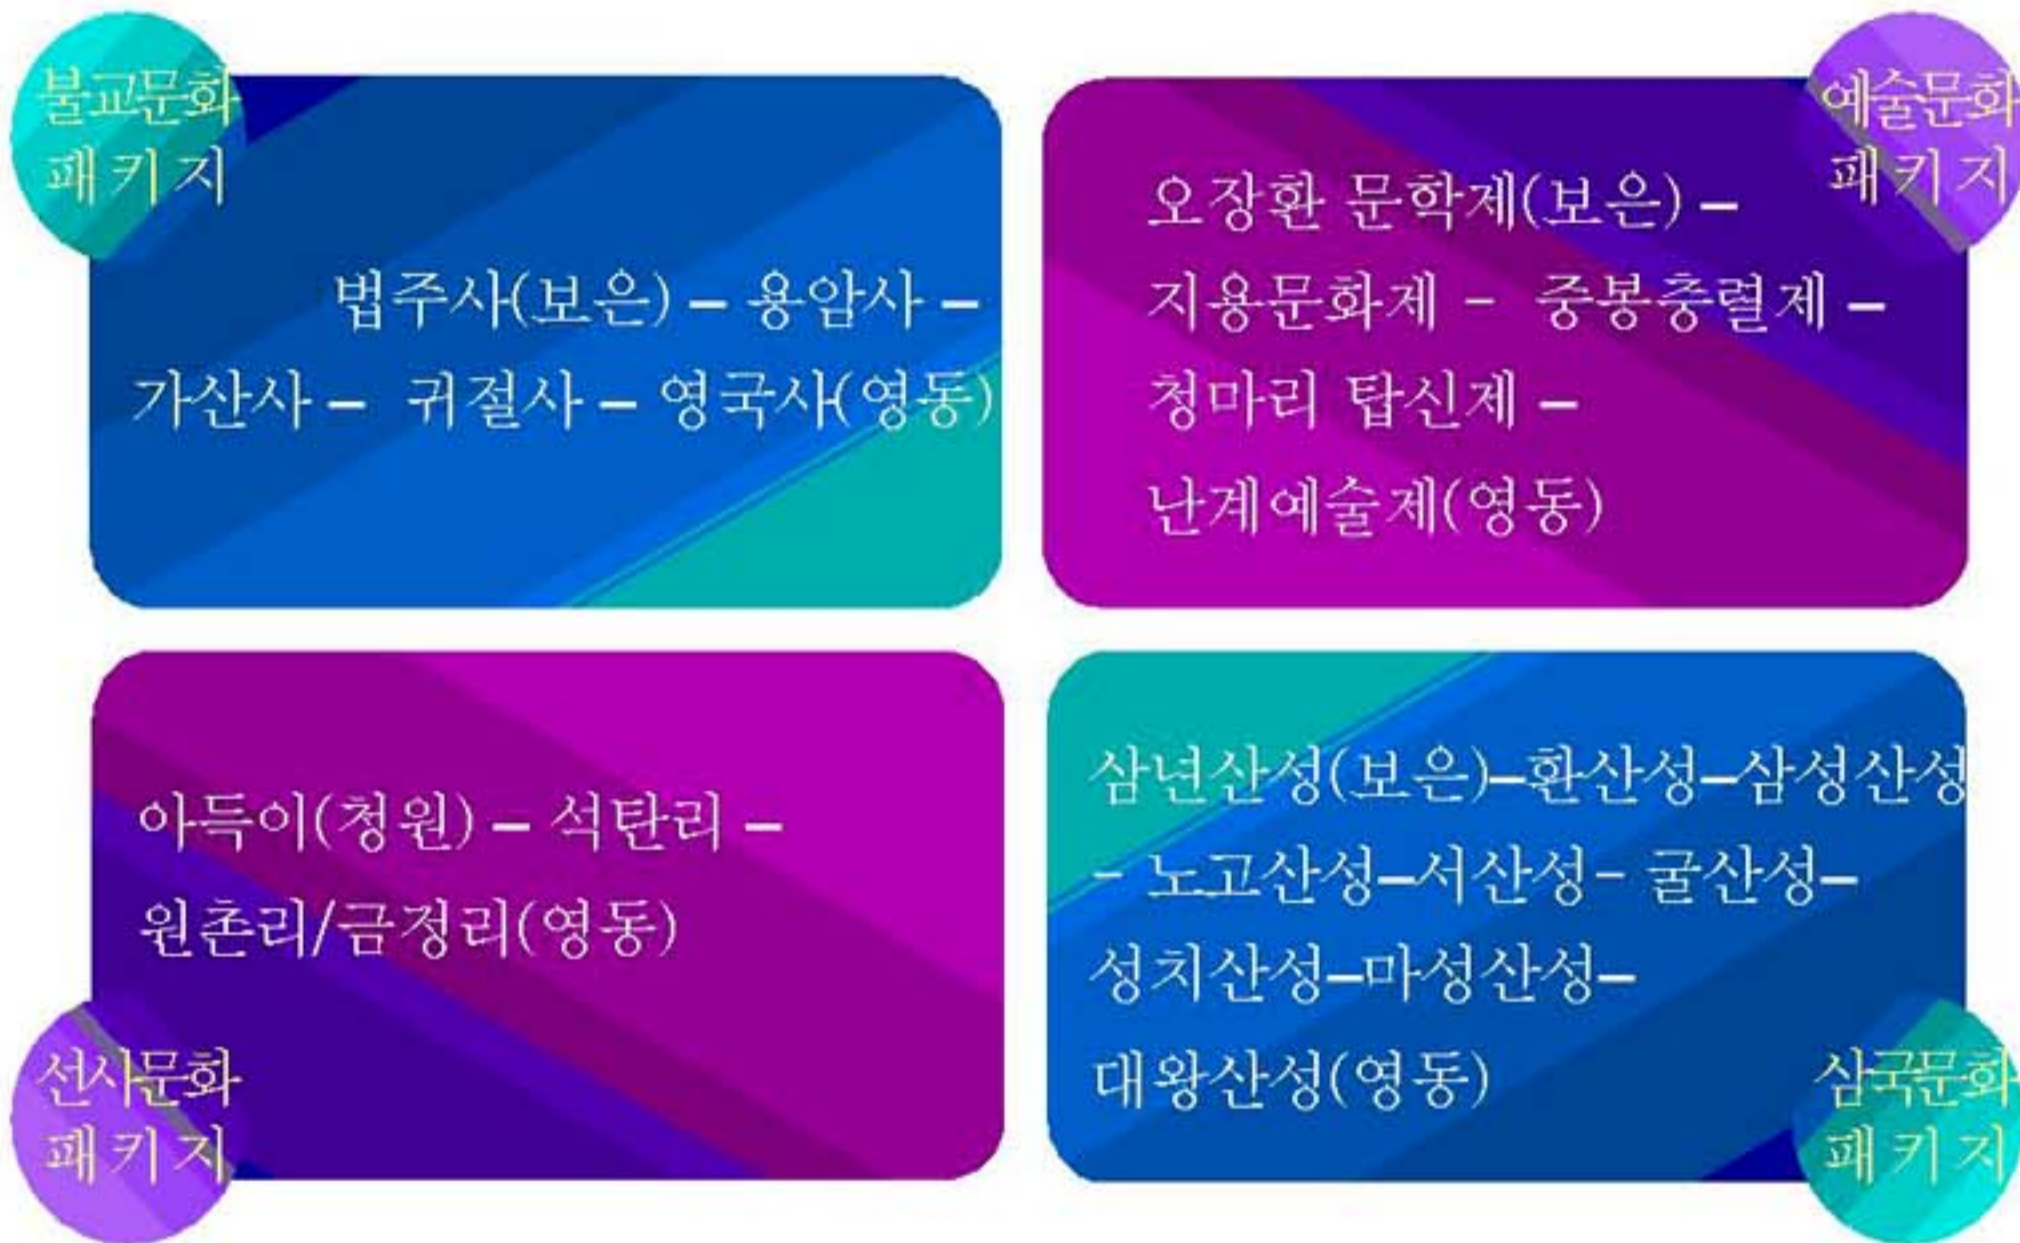 불교문화
패키지
법주사(보은) – 용암사 –
가산사 – 귀절사 – 영국사(영동)
예술문화
패키지
오장환 문학제(보은) –
지용문화제 - 중봉충렬제 –
청마리 탑신제 –
난계예술제(영동)
아득이(청원) – 석탄리 –
원촌리/금정리(영동)
선사문화
패키지
삼년산성(보은)–환산성–삼성산성
- 노고산성–서산성- 굴산성–
성치산성–마성산성–
대왕산성(영동)
삼국문화
패키지